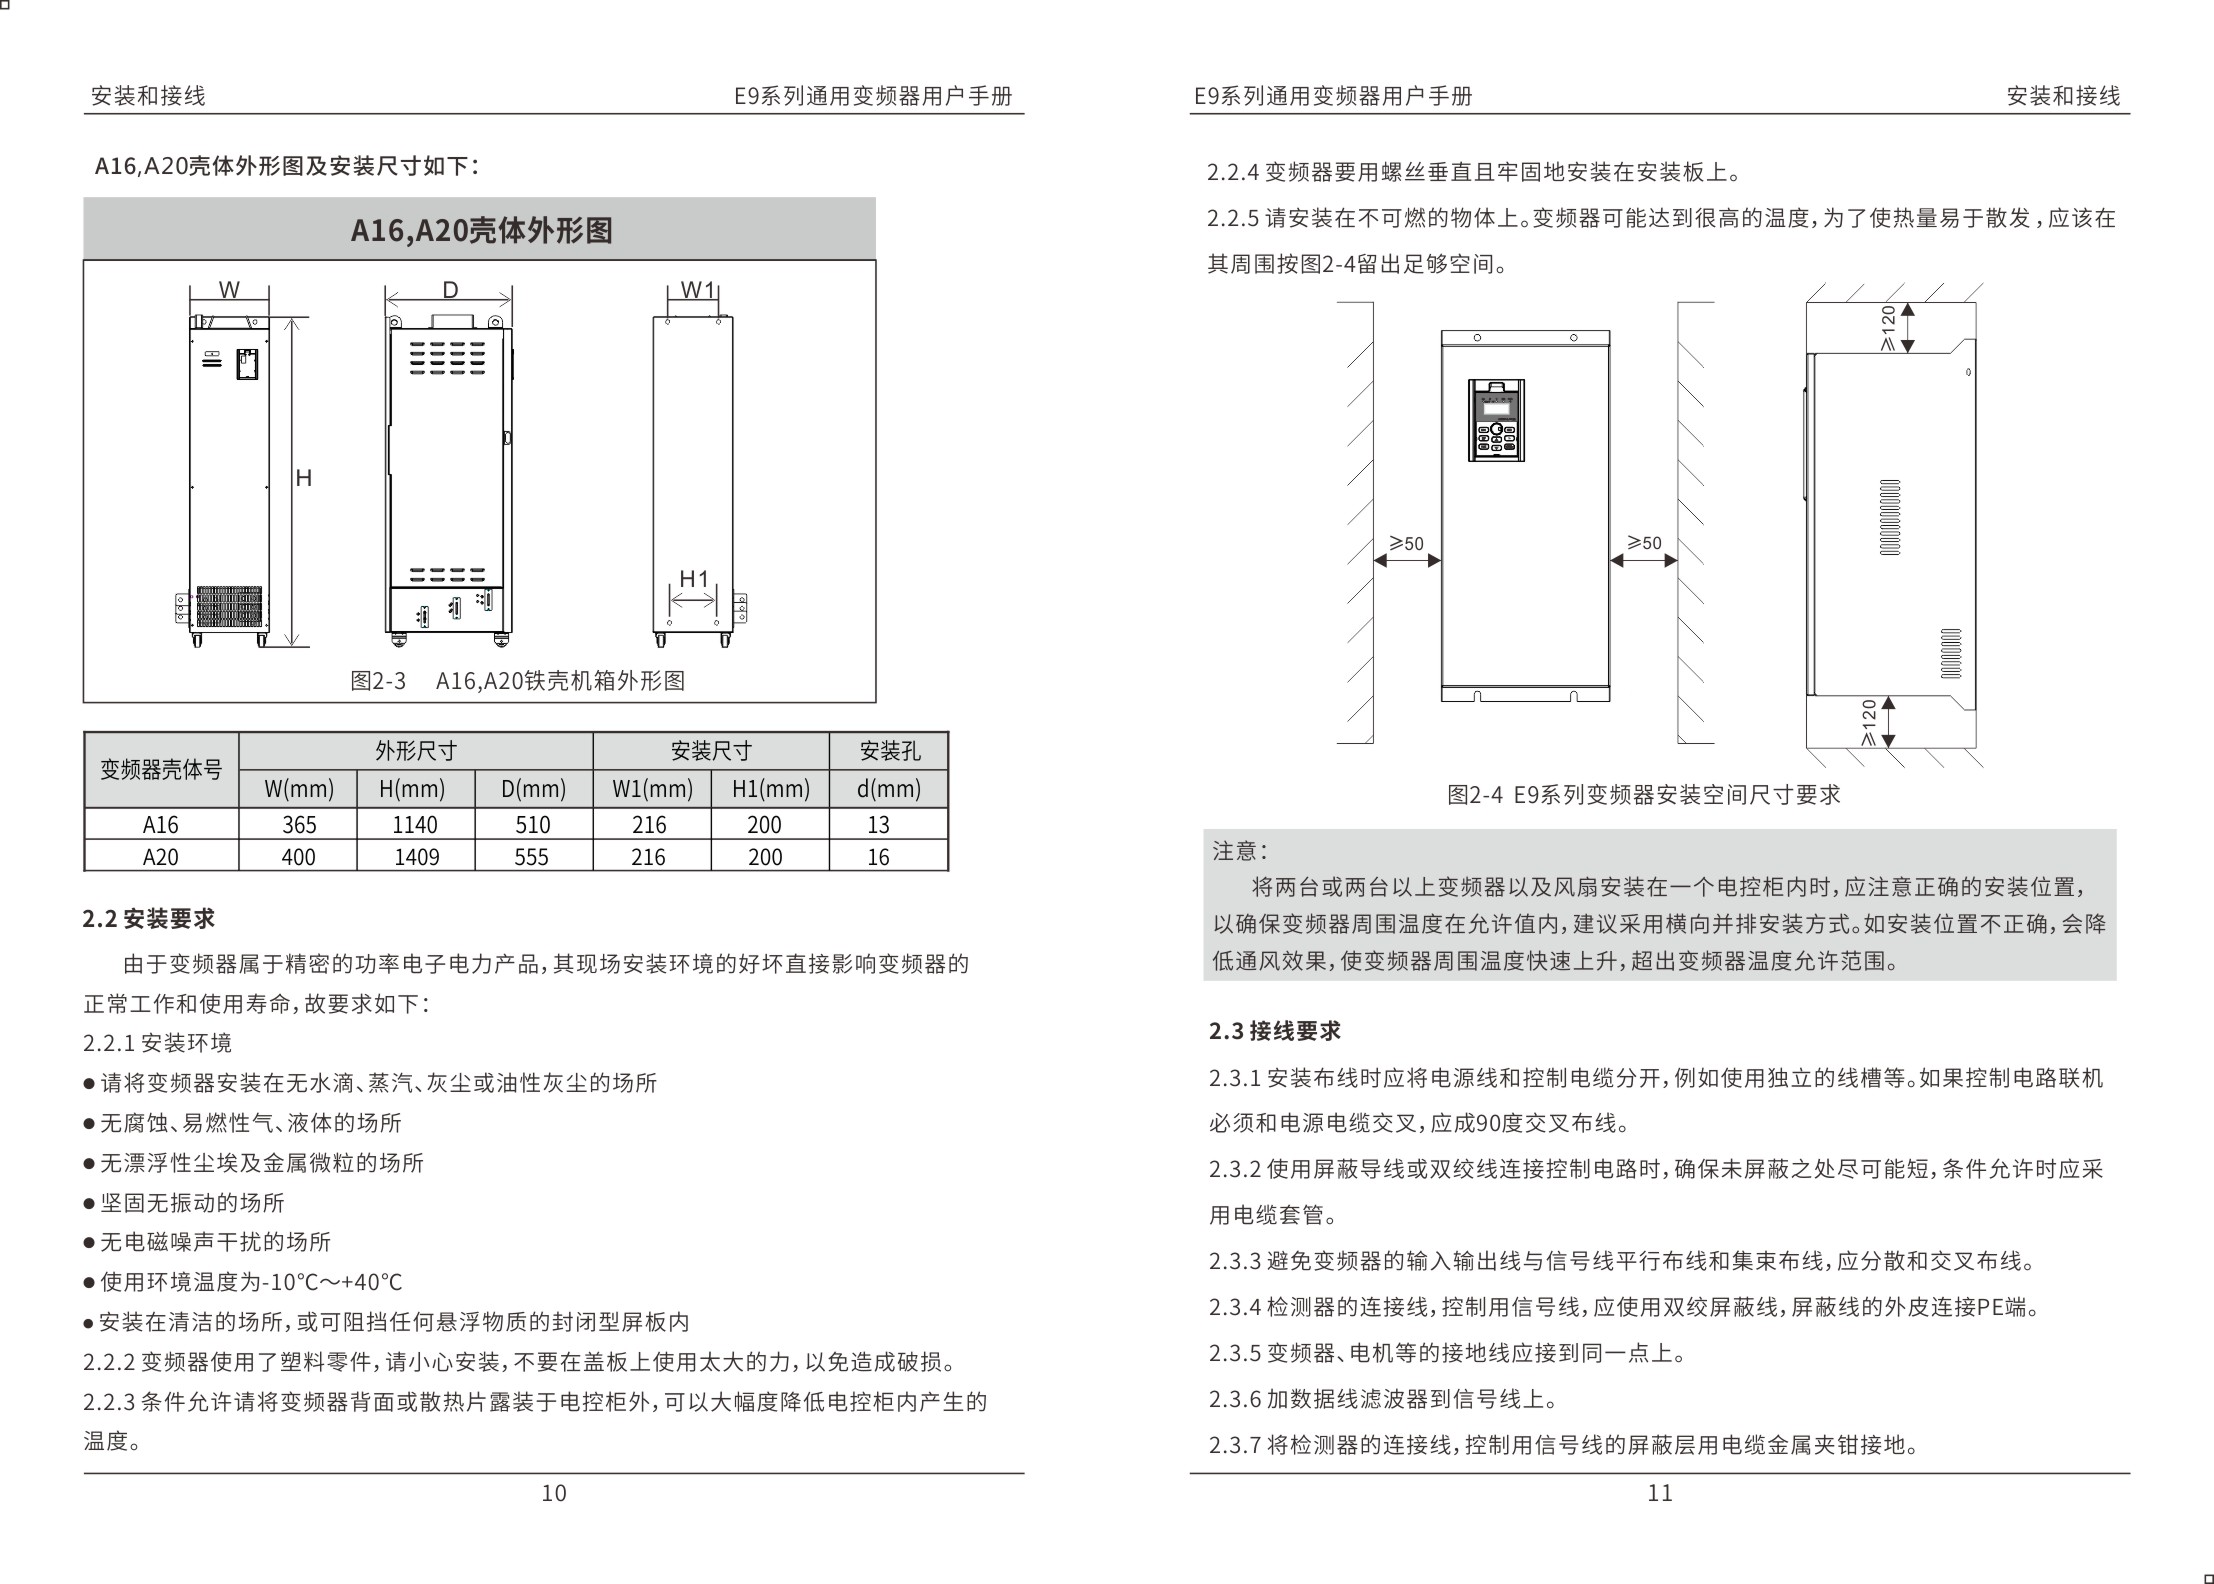 安装和接线
E9系列通用变频器用户手册
A16,A20壳体外形图及安装尺寸如下：
A16,A20壳体外形图
W
D
W1
H
H1
图2-3 A16,A20铁壳机箱外形图
变频器壳体号 外形尺寸 安装尺寸 安装孔
W(mm) H(mm) D(mm) W1(mm) H1(mm) d(mm)
A16 365 1140 510 216 200 13
A20 400 1409 555 216 200 16
2.2 安装要求
由于变频器属于精密的功率电子电力产品，其现场安装环境的好坏直接影响变频器的
正常工作和使用寿命，故要求如下：
2.2.1 安装环境
●请将变频器安装在无水滴、蒸汽、灰尘或油性灰尘的场所
●无腐蚀、易燃性气、液体的场所
●无漂浮性尘埃及金属微粒的场所
●坚固无振动的场所
●无电磁噪声干扰的场所
●使用环境温度为-10℃～+40℃
●安装在清洁的场所，或可阻挡任何悬浮物质的封闭型屏板内
2.2.2 变频器使用了塑料零件，请小心安装，不要在盖板上使用太大的力，以免造成破损。
2.2.3 条件允许请将变频器背面或散热片露装于电控柜外，可以大幅度降低电控柜内产生的
温度。
10
E9系列通用变频器用户手册
安装和接线
2.2.4 变频器要用螺丝垂直且牢固地安装在安装板上。
2.2.5 请安装在不可燃的物体上。变频器可能达到很高的温度，为了使热量易于散发，应该在
其周围按图2-4留出足够空间。
≥120
≥50
≥50
≥120
图2-4 E9系列变频器安装空间尺寸要求
注意：
将两台或两台以上变频器以及风扇安装在一个电控柜内时，应注意正确的安装位置，
以确保变频器周围温度在允许值内，建议采用横向并排安装方式。如安装位置不正确，会降
低通风效果，使变频器周围温度快速上升，超出变频器温度允许范围。
2.3 接线要求
2.3.1 安装布线时应将电源线和控制电缆分开，例如使用独立的线槽等。如果控制电路联机
必须和电源电缆交叉，应成90度交叉布线。
2.3.2 使用屏蔽导线或双绞线连接控制电路时，确保未屏蔽之处尽可能短，条件允许时应采
用电缆套管。
2.3.3 避免变频器的输入输出线与信号线平行布线和集束布线，应分散和交叉布线。
2.3.4 检测器的连接线，控制用信号线，应使用双绞屏蔽线，屏蔽线的外皮连接PE端。
2.3.5 变频器、电机等的接地线应接到同一点上。
2.3.6 加数据线滤波器到信号线上。
2.3.7 将检测器的连接线，控制用信号线的屏蔽层用电缆金属夹钳接地。
11